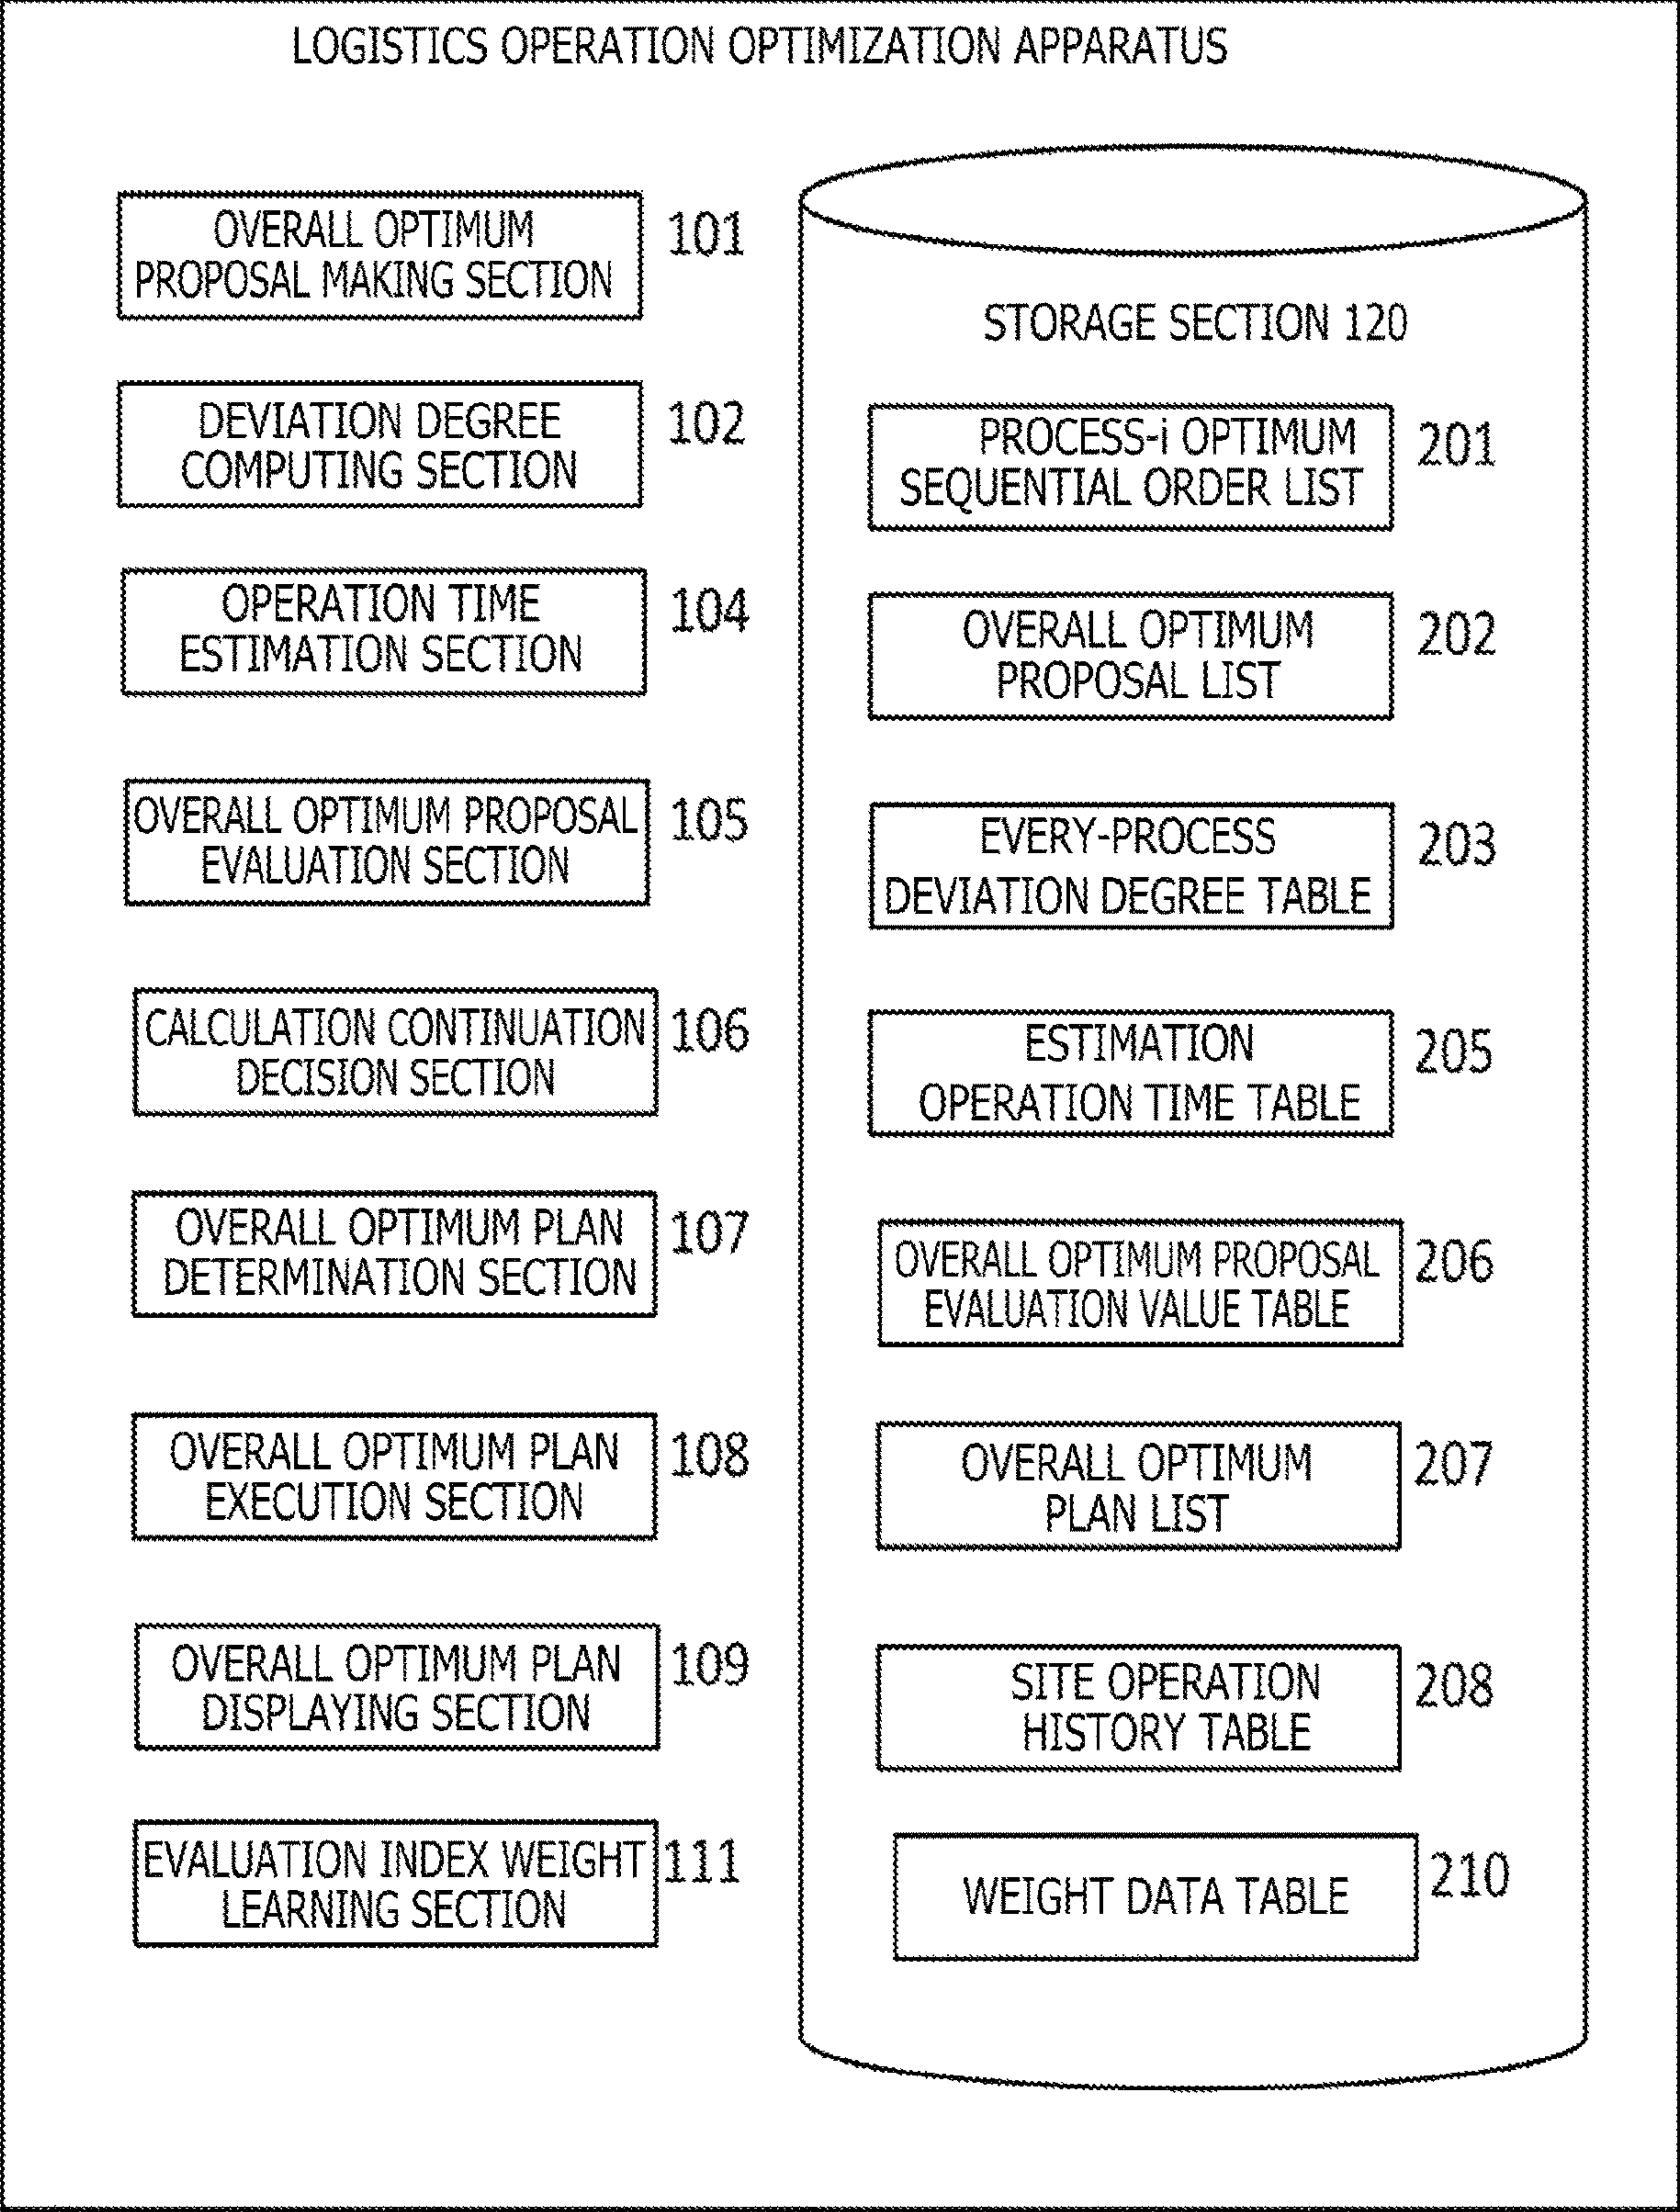 LOGISTICS OPERATION OPTIMIZATION APPARATUS
OVERALL OPTIMUM
PROPOSAL MAKING SECTION
101
DEVIATION DEGREE
COMPUTING SECTION
102
OPERATION TIME
ESTIMATION SECTION
104
OVERALL OPTIMUM PROPOSAL
EVALUATION SECTION
105
CALCULATION CONTINUATION
DECISION SECTION
106
OVERALL OPTIMUM PLAN
DETERMINATION SECTION
107
OVERALL OPTIMUM PLAN
EXECUTION SECTION
108
OVERALL OPTIMUM PLAN
DISPLAYING SECTION
109
EVALUATION INDEX WEIGHT
LEARNING SECTION
111
STORAGE SECTION 120
PROCESS-i OPTIMUM
SEQUENTIAL ORDER LIST
201
OVERALL OPTIMUM
PROPOSAL LIST
202
EVERY-PROCESS
DEVIATION DEGREE TABLE
203
ESTIMATION
OPERATION TIME TABLE
205
OVERALL OPTIMUM PROPOSAL
EVALUATION VALUE TABLE
206
OVERALL OPTIMUM
PLAN LIST
207
SITE OPERATION
HISTORY TABLE
208
WEIGHT DATA TABLE
210